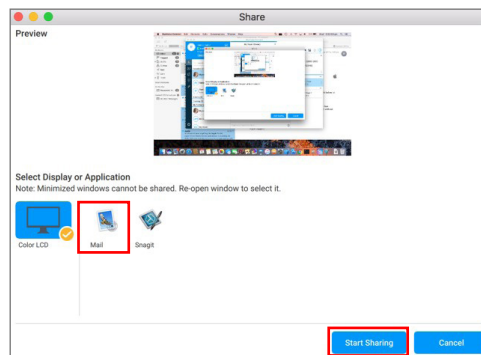 Share
Preview
Select Display or Application
Note: Minimized windows cannot be shared. Re-open window to select it.
Color LCD
Mail
Snagit
Start Sharing
Cancel